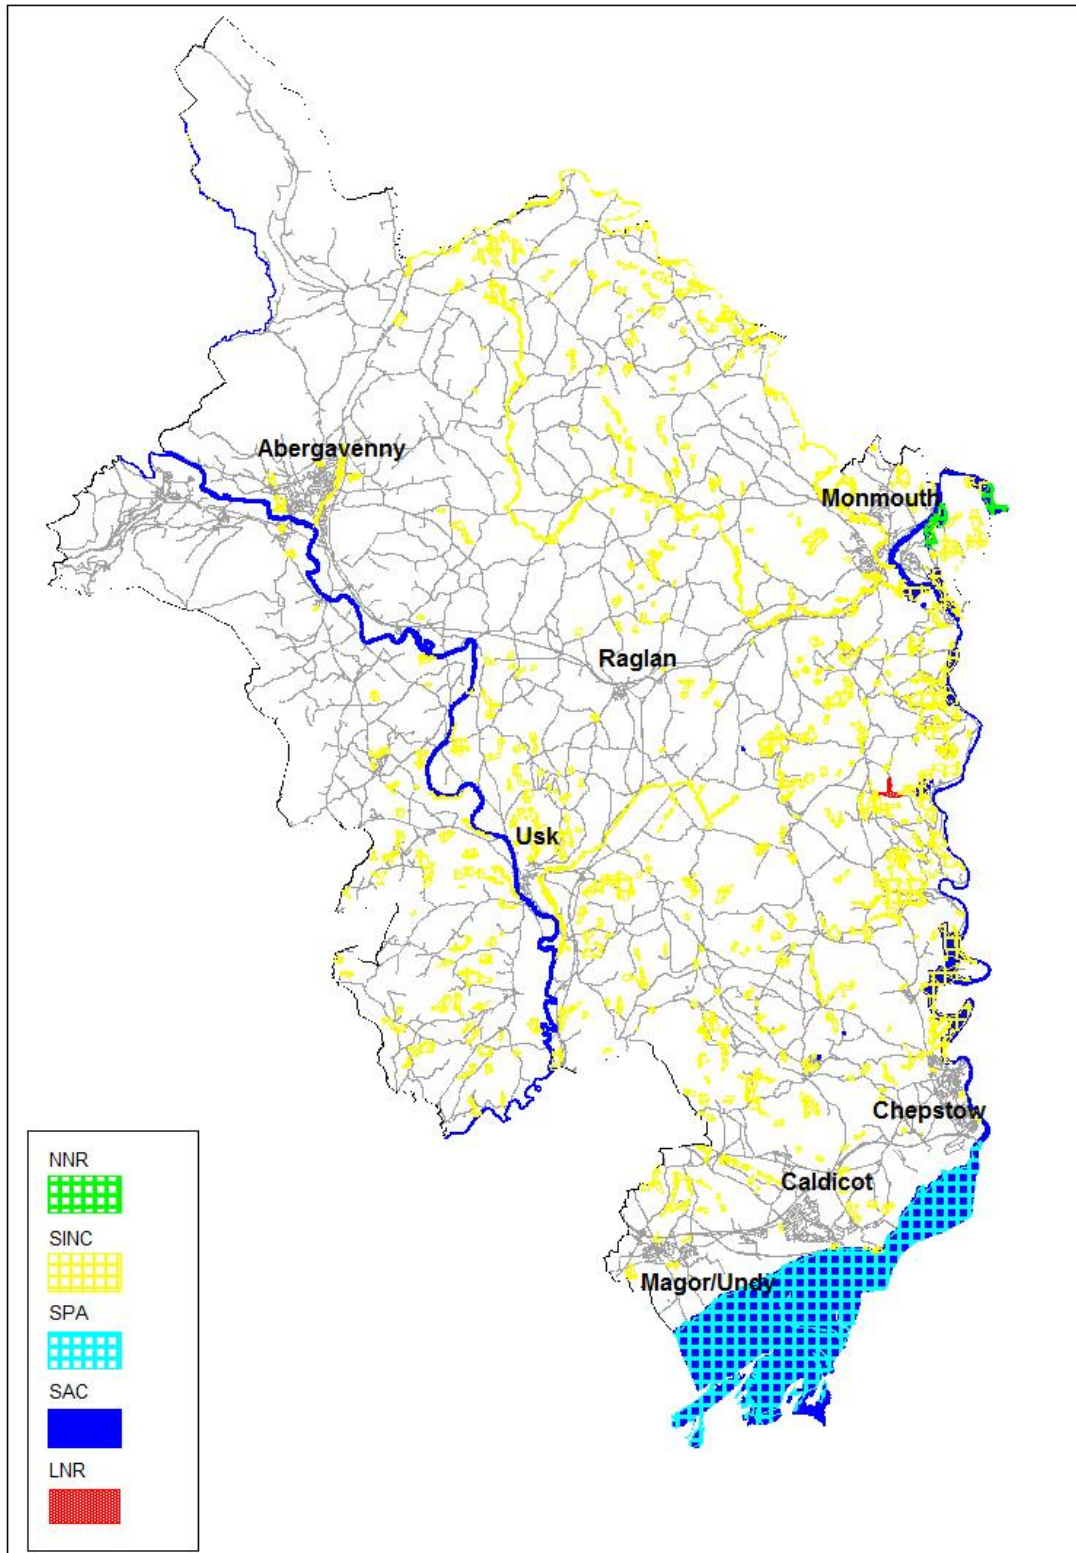 Abergavenny
Monmouth
Raglan
Usk
Chepstow
Caldicot
Magor/Undy
NNR
SINC
SPA
SAC
LNR